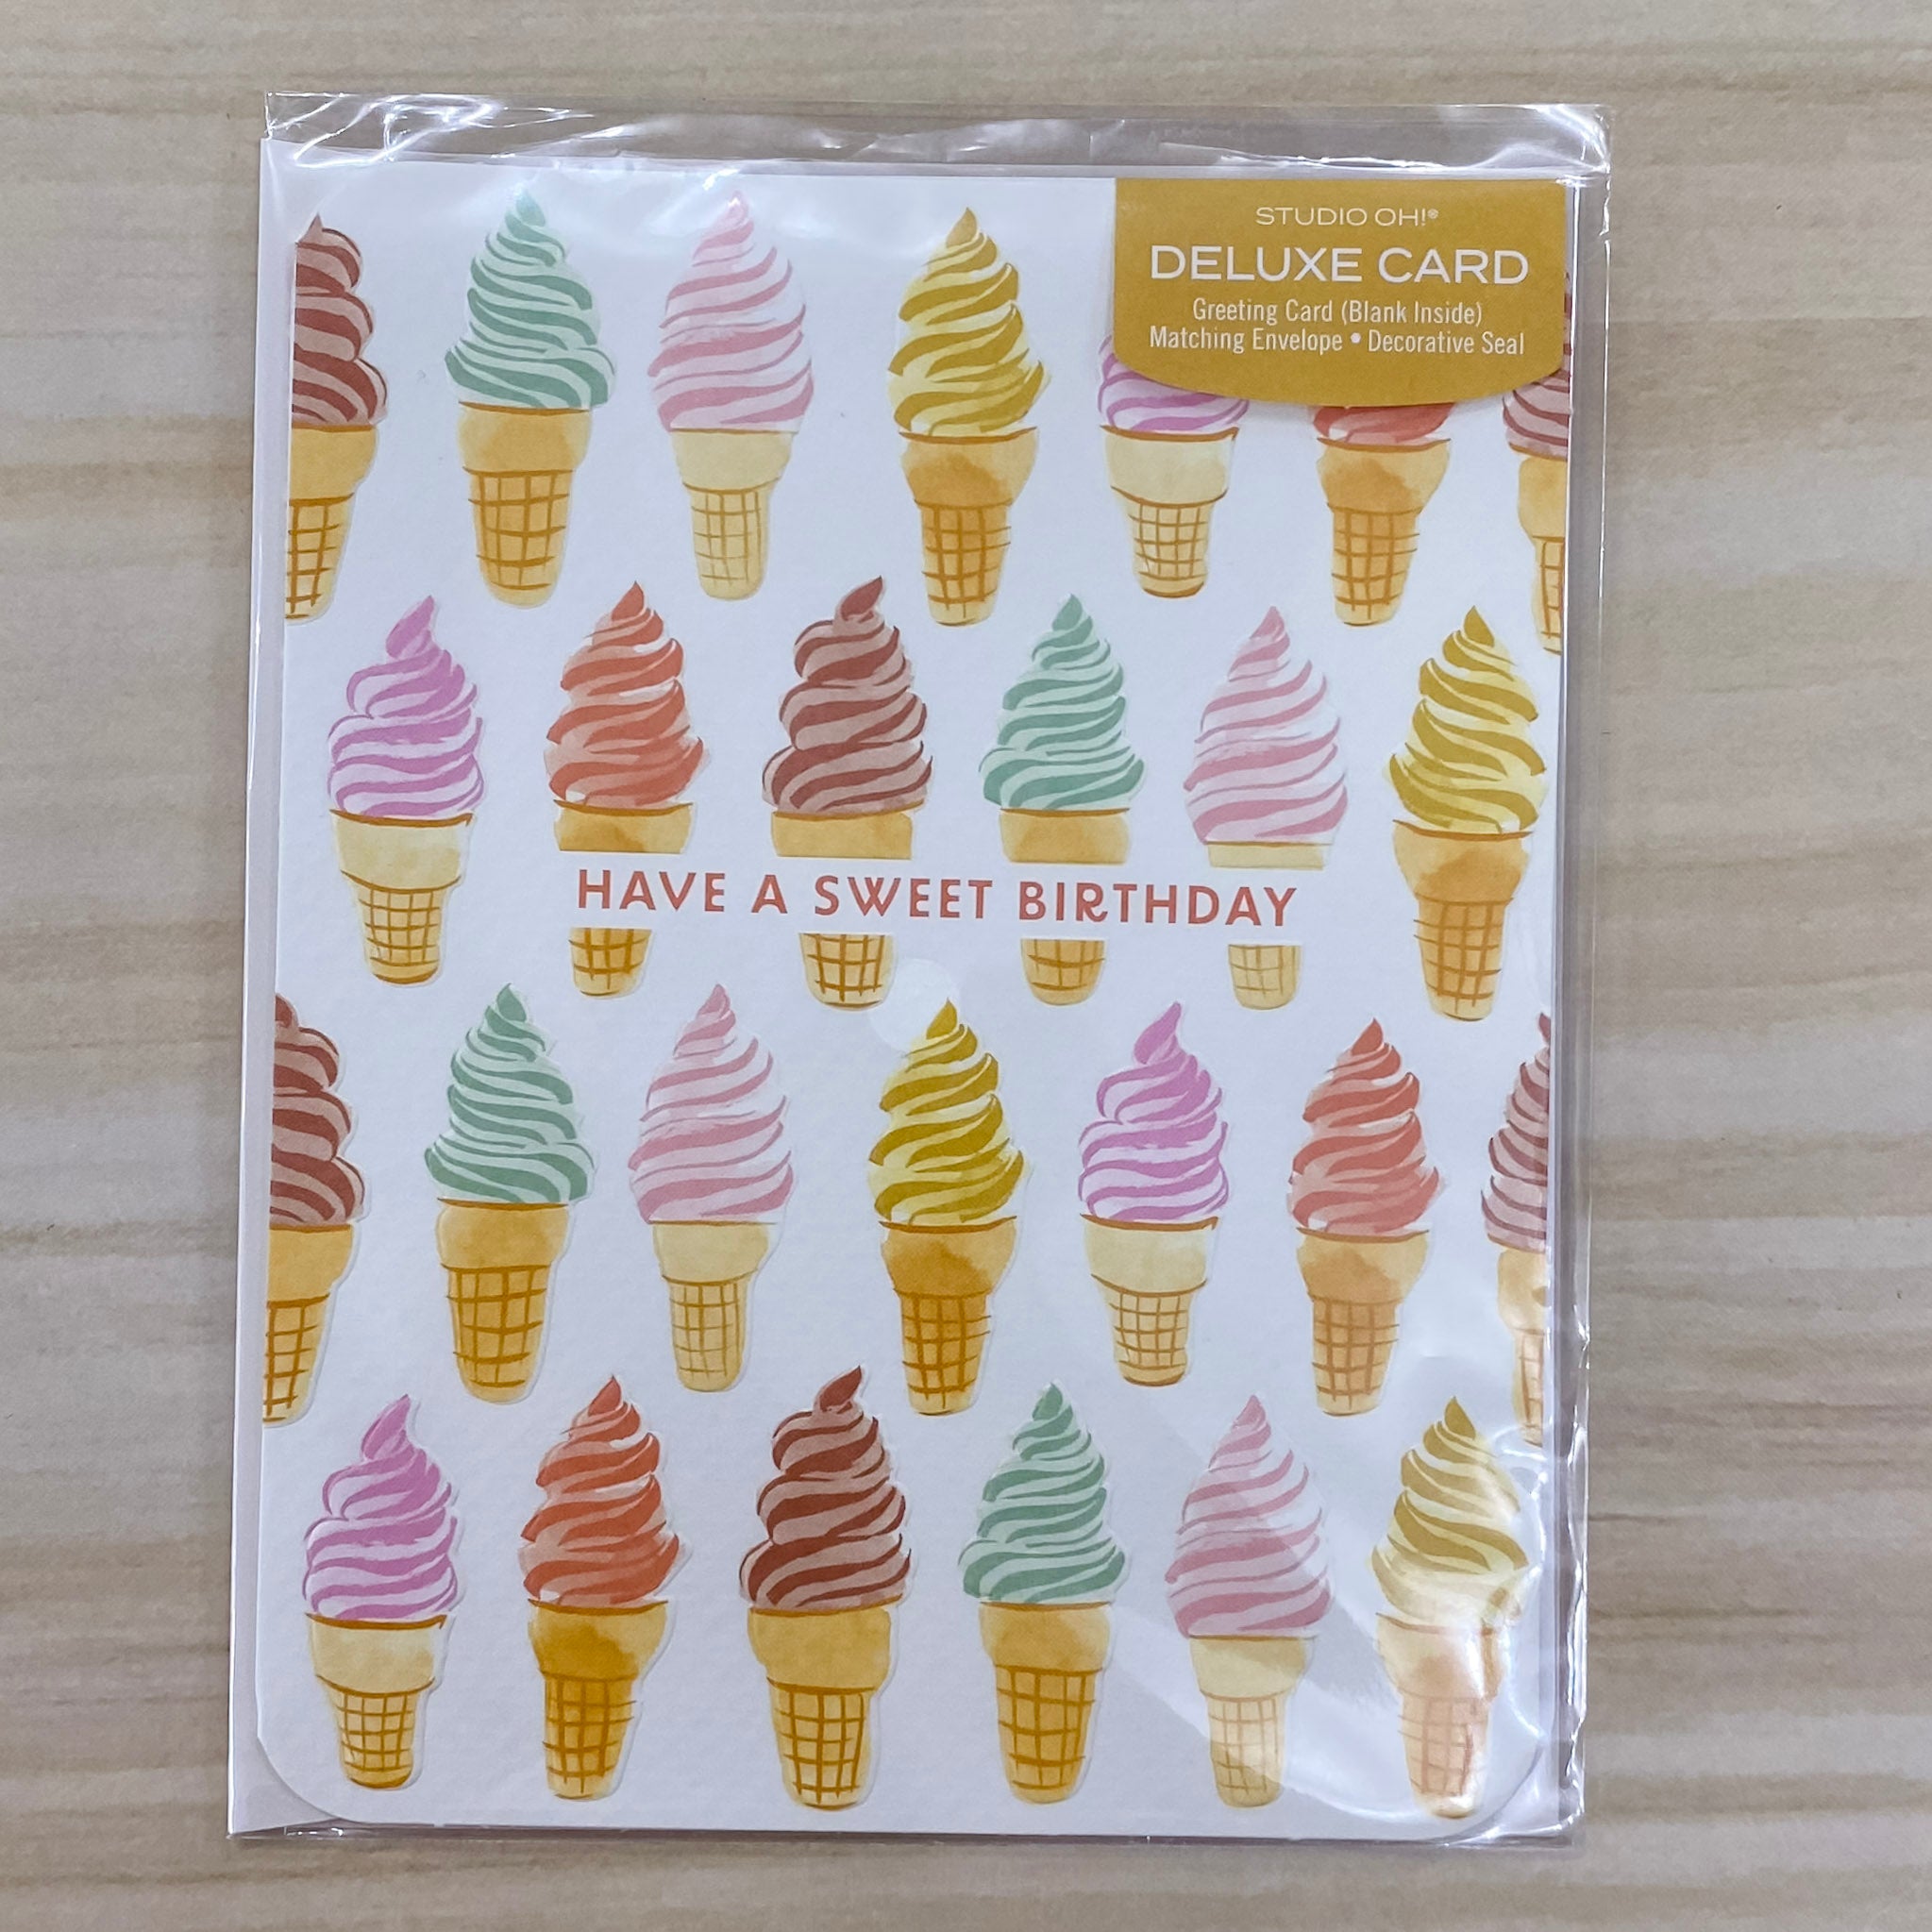 STUDIO OH!®
DELUXE CARD
Greeting Card (Blank Inside)
Matching Envelope • Decorative Seal
HAVE A SWEET BIRTHDAY